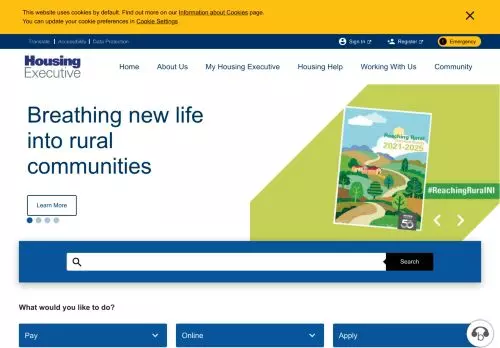 This website uses cookies by default. Find out more on our Information about Cookies page.
You can update your cookie preferences in Cookie Settings
Translate | Accessibility | Data Protection
Sign In
Register
Emergency
Housing
Executive
Home
About Us
My Housing Executive
Housing Help
Working With Us
Community
Breathing new life
into rural
communities
Learn More
Reaching Rural
2021-2025
50
#ReachingRuralNI
Search
What would you like to do?
Pay
Online
Apply